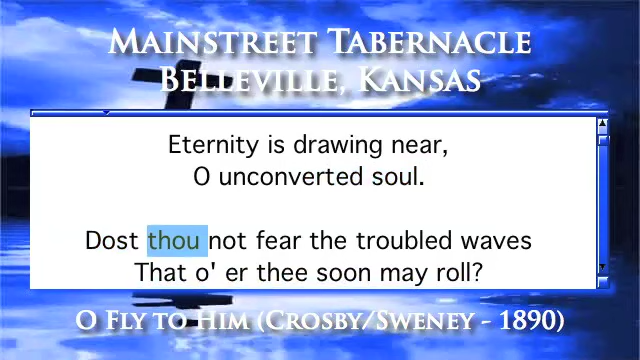 Mainstreet Tabernacle
Belleville, Kansas
Eternity is drawing near,
O unconverted soul.
Dost thou not fear the troubled waves
That o' er thee soon may roll?
O Fly to Him (Crosby/Sweney - 1890)